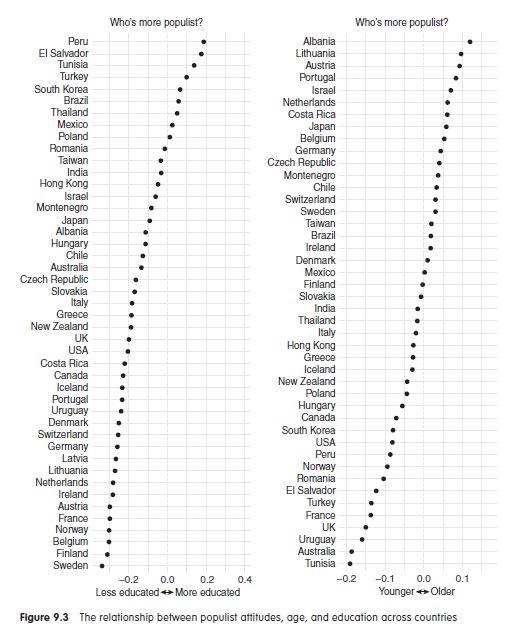 Who's more populist?
Peru
El Salvador
Tunisia
Turkey
South Korea
Brazil
Thailand
Mexico
Poland
Romania
Taiwan
India
Hong Kong
Israel
Montenegro
Japan
Albania
Hungary
Chile
Australia
Czech Republic
Slovakia
Italy
Greece
New Zealand
UK
USA
Costa Rica
Canada
Iceland
Portugal
Uruguay
Denmark
Switzerland
Germany
Latvia
Lithuania
Netherlands
Ireland
Austria
France
Norway
Belgium
Finland
Sweden
−0.2 0.0 0.2 0.4
Less educated ↔ More educated
Who's more populist?
Albania
Lithuania
Austria
Portugal
Israel
Netherlands
Costa Rica
Japan
Belgium
Germany
Czech Republic
Montenegro
Chile
Switzerland
Sweden
Taiwan
Brazil
Ireland
Denmark
Mexico
Finland
Slovakia
India
Thailand
Italy
Hong Kong
Greece
Iceland
New Zealand
Poland
Hungary
Canada
South Korea
USA
Peru
Norway
Romania
El Salvador
Turkey
France
UK
Uruguay
Australia
Tunisia
−0.2 −0.1 0.0 0.1
Younger ↔ Older
Figure 9.3 The relationship between populist attitudes, age, and education across countries